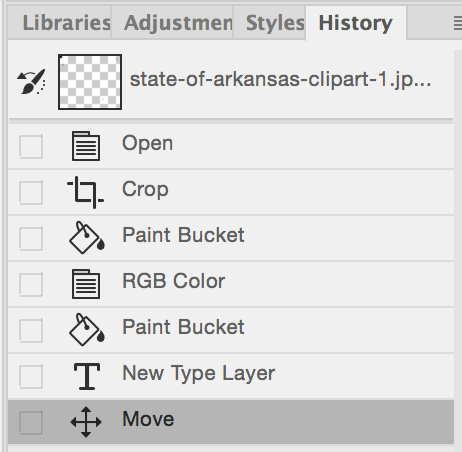 Libraries Adjustmen Styles History
state-of-arkansas-clipart-1.jp...
Open
Crop
Paint Bucket
RGB Color
Paint Bucket
New Type Layer
Move